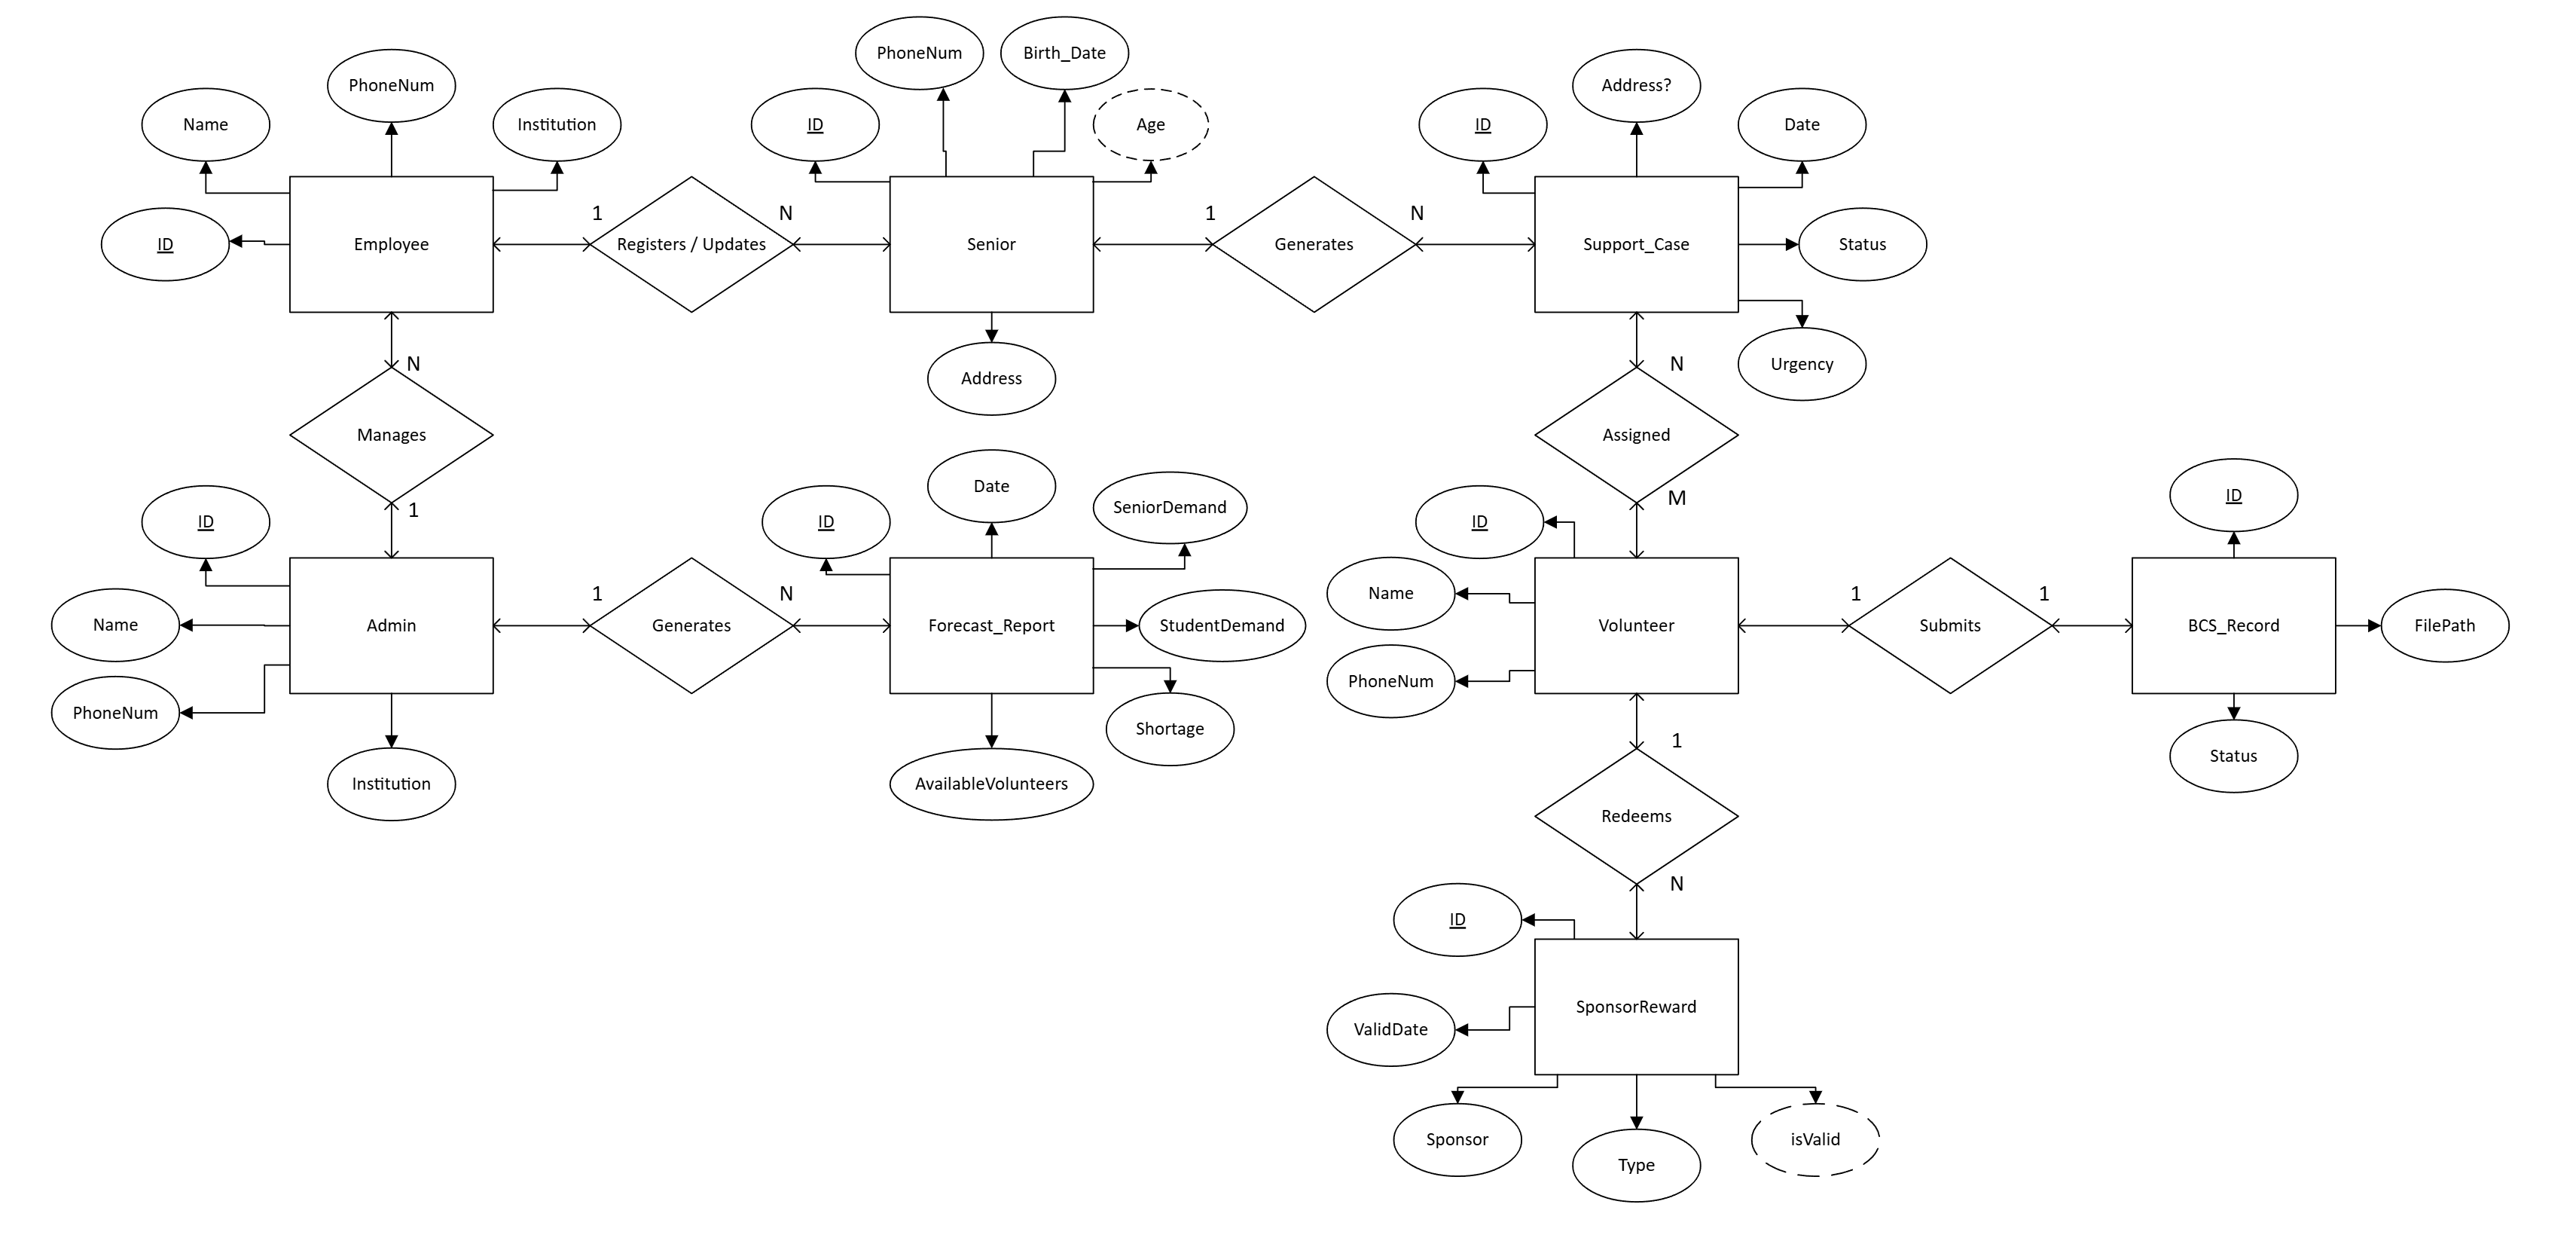 PhoneNum
Birth_Date
PhoneNum
Address?
Name
Institution
ID
Age
ID
Date
1
N
1
N
ID
Employee
Registers / Updates
Senior
Generates
Support_Case
Status
N
Address
N
Urgency
Manages
Assigned
Date
ID
1
ID
SeniorDemand
ID
M
ID
Name
1
N
Name
1
1
Admin
Generates
Forecast_Report
StudentDemand
Volunteer
Submits
BCS_Record
FilePath
PhoneNum
PhoneNum
Shortage
1
Status
Institution
AvailableVolunteers
Redeems
N
ID
SponsorReward
ValidDate
Sponsor
Type
isValid